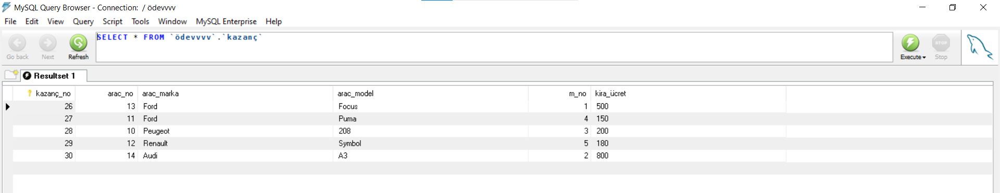 MySQL Query Browser - Connection:  / ödevvvv
File Edit View Query Script Tools Window MySQL Enterprise Help
SELECT * FROM `ödevvvv`.`kazanç`
Go back Next Refresh Execute Stop
STOP
Resultset 1
kazanç_no arac_no arac_marka arac_model m_no kira_ücret
26 13 Ford Focus 1 500
27 11 Ford Puma 4 150
28 10 Peugeot 208 3 200
29 12 Renault Symbol 5 180
30 14 Audi A3 2 800